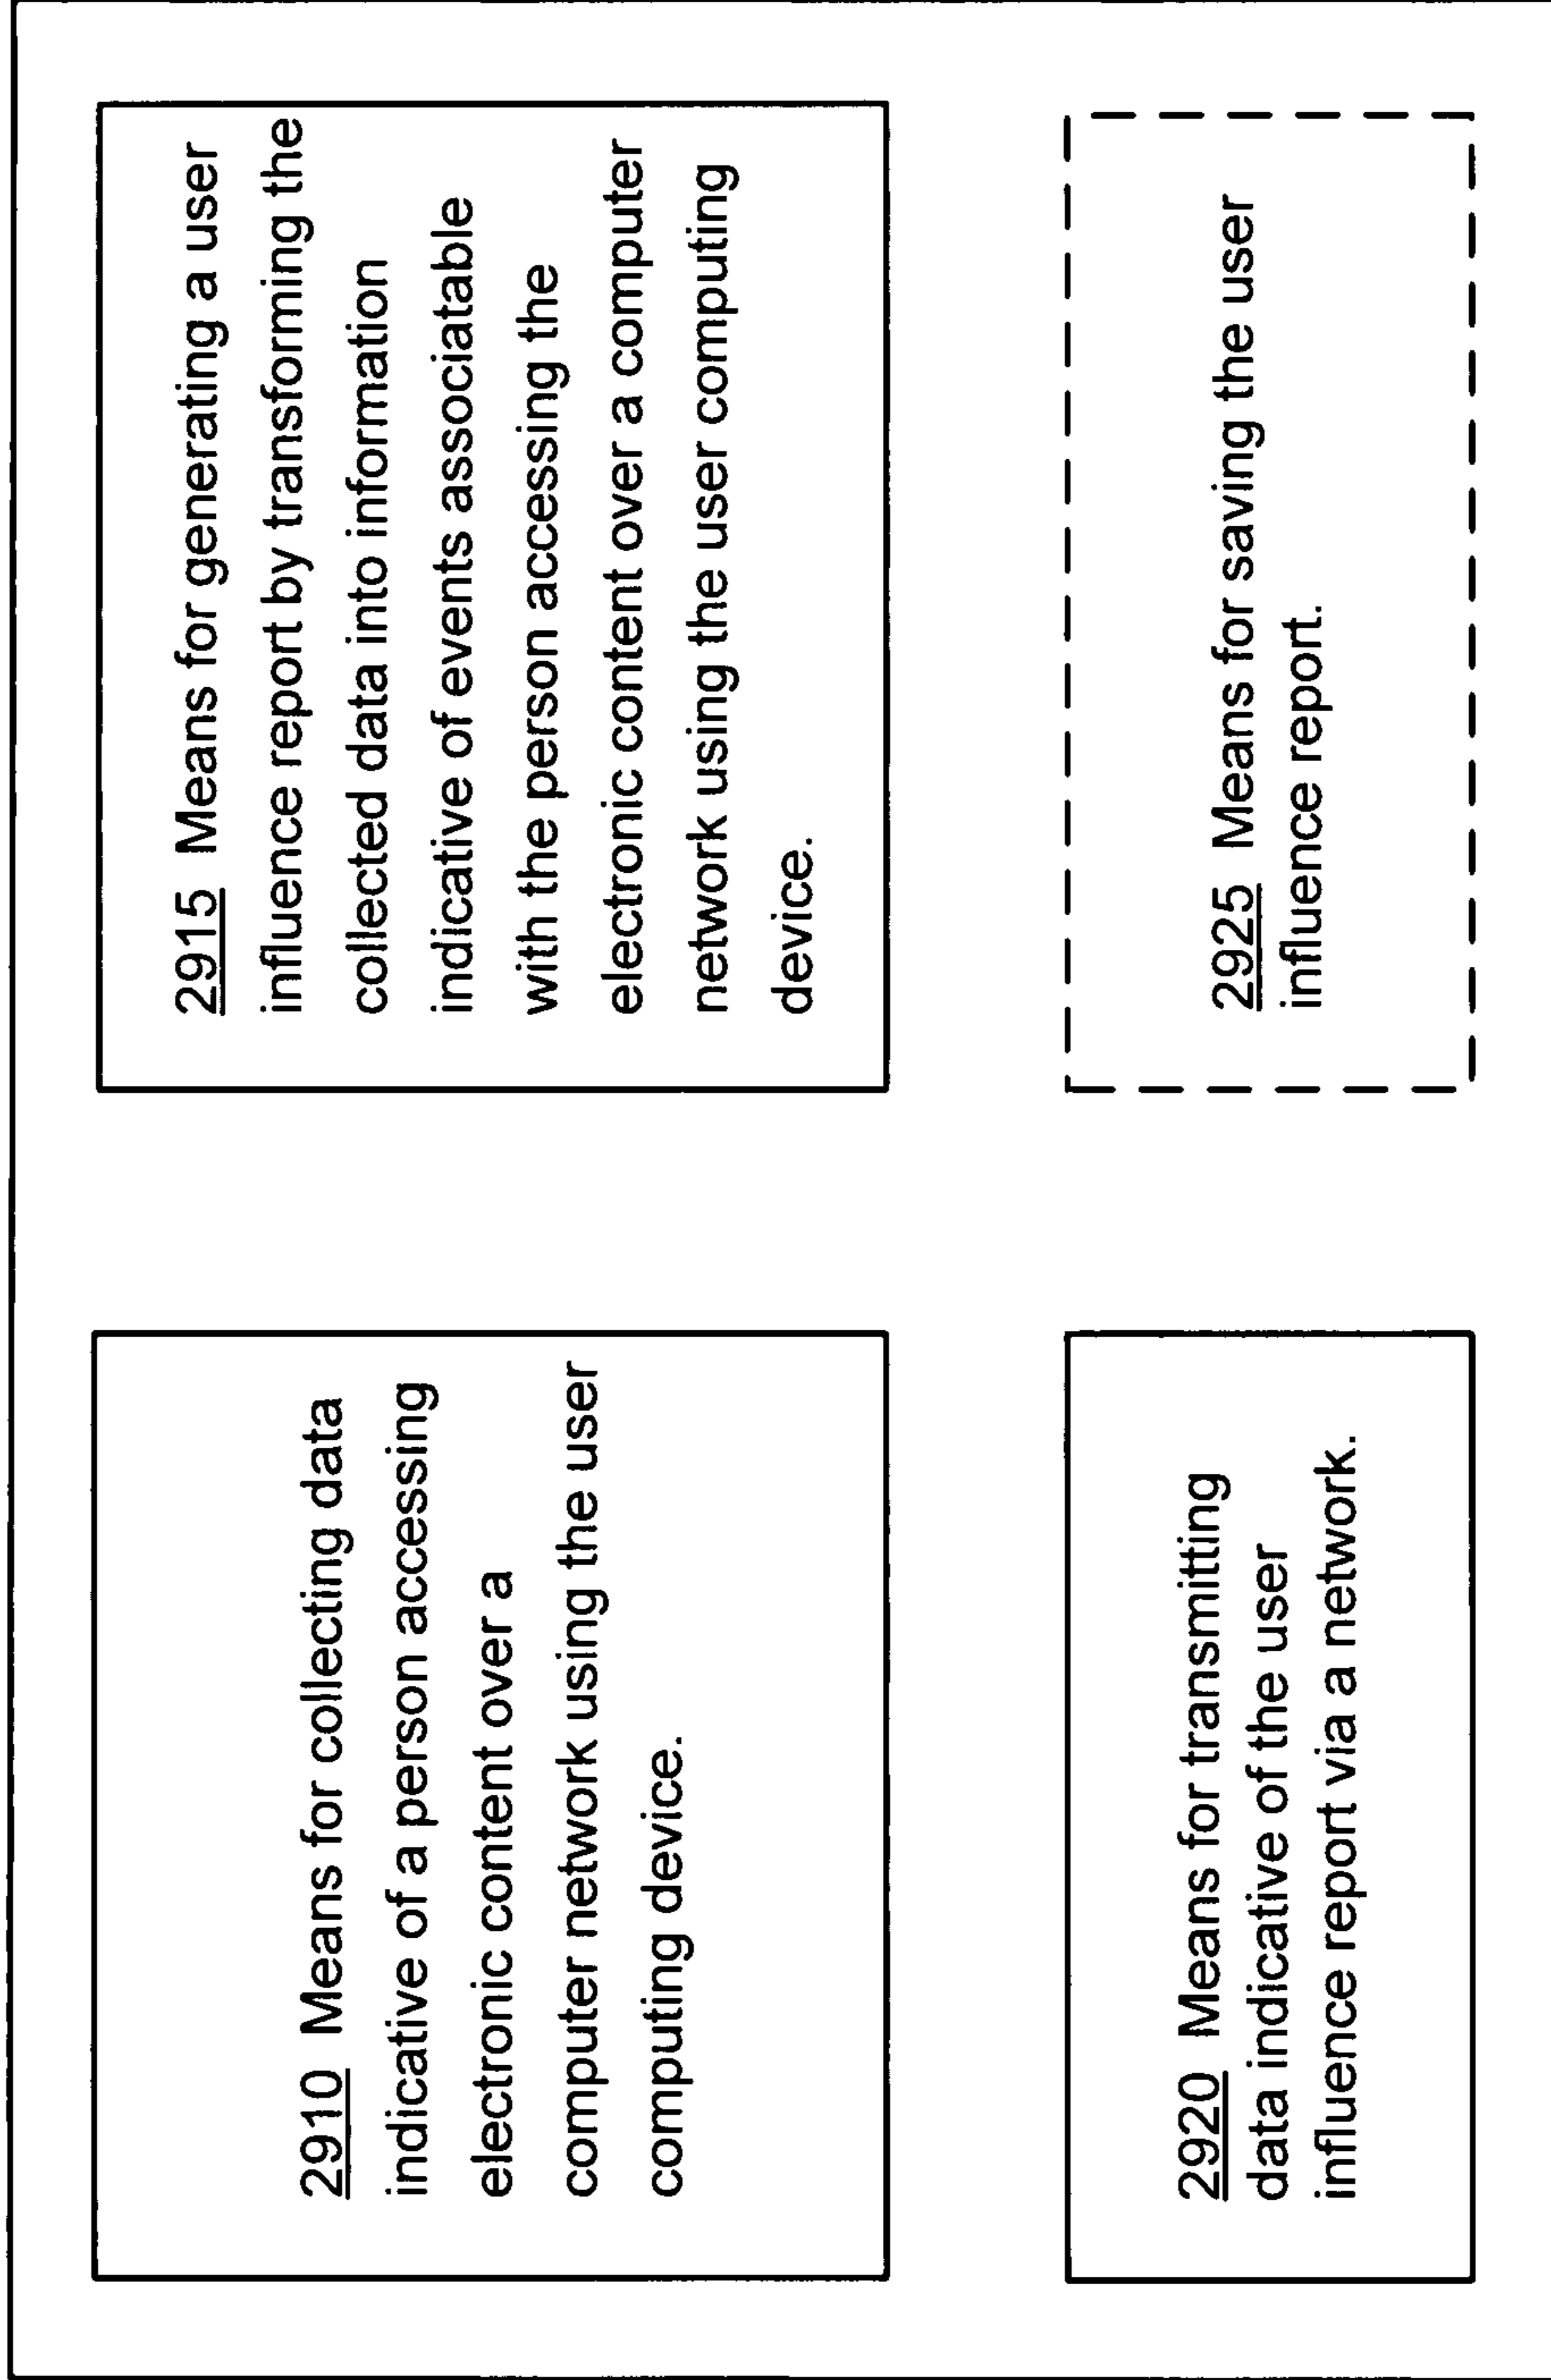 2910 Means for collecting data
indicative of a person accessing
electronic content over a
computer network using the user
computing device.
2915 Means for generating a user
influence report by transforming the
collected data into information
indicative of events associatable
with the person accessing the
electronic content over a computer
network using the user computing
device.
2920 Means for transmitting
data indicative of the user
influence report via a network.
2925 Means for saving the user
influence report.